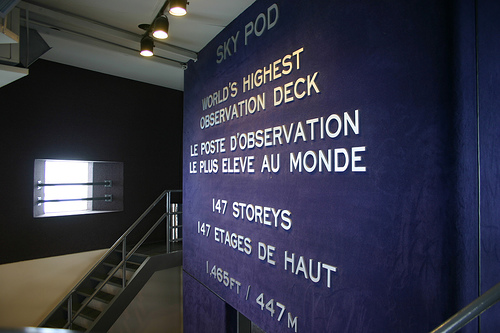 SKY POD
WORLD'S HIGHEST
OBSERVATION DECK
LE POSTE D'OBSERVATION
LE PLUS ELEVE AU MONDE
147 STOREYS
147 ETAGES DE HAUT
1,465FT / 447M